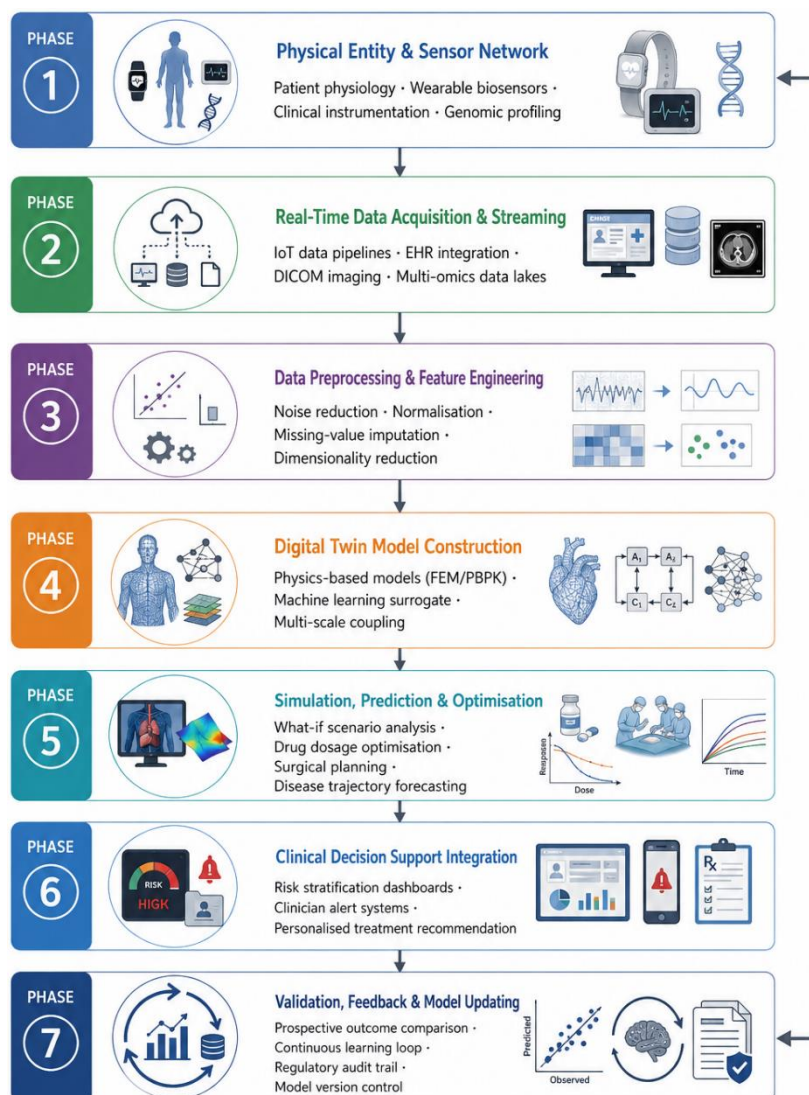 PHASE
1
Physical Entity & Sensor Network
Patient physiology · Wearable biosensors ·
Clinical instrumentation · Genomic profiling
PHASE
2
Real-Time Data Acquisition & Streaming
IoT data pipelines · EHR integration ·
DICOM imaging · Multi-omics data lakes
PHASE
3
Data Preprocessing & Feature Engineering
Noise reduction · Normalisation ·
Missing-value imputation ·
Dimensionality reduction
PHASE
4
Digital Twin Model Construction
Physics-based models (FEM/PBPK) ·
Machine learning surrogate ·
Multi-scale coupling
A₁
C₁
PHASE
5
Simulation, Prediction & Optimisation
What-if scenario analysis ·
Drug dosage optimisation ·
Surgical planning ·
Disease trajectory forecasting
Dose
Time
PHASE
6
RISK
HIGK
Clinical Decision Support Integration
Risk stratification dashboards ·
Clinician alert systems ·
Personalised treatment recommendation
Rx
PHASE
7
Validation, Feedback & Model Updating
Prospective outcome comparison ·
Continuous learning loop ·
Regulatory audit trail ·
Model version control
Predicted
Observed